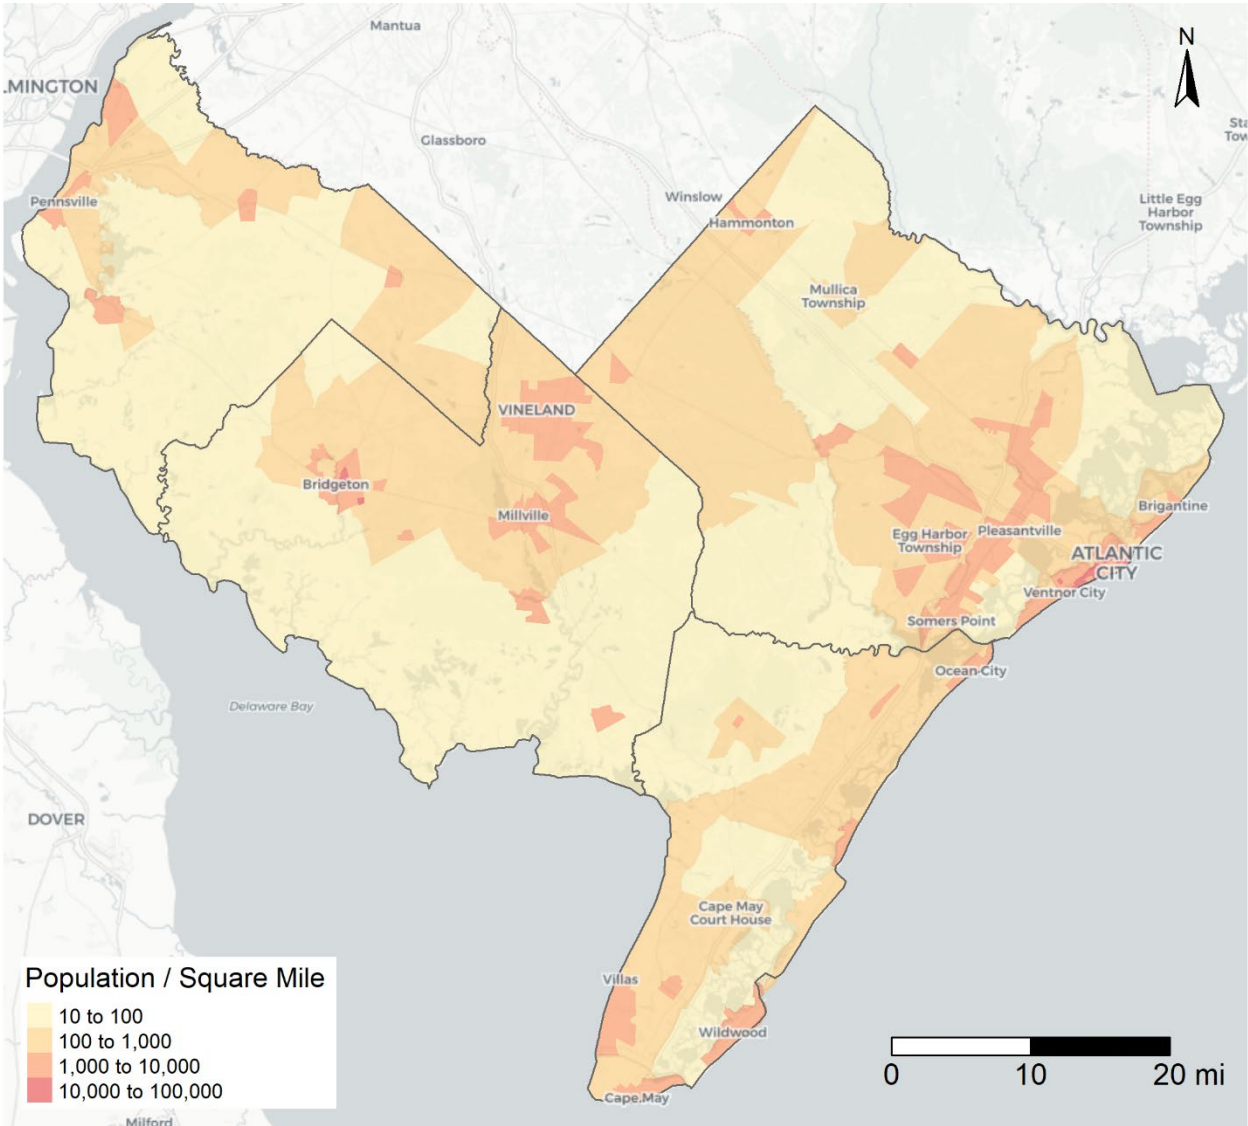 Mantua
N
LMINGTON
Sta
Tow
Glassboro
Winslow
Little Egg
Harbor
Township
Pennsville
Hammonton
Mullica
Township
VINELAND
Bridgeton
Millville
Brigantine
Egg Harbor
Township
Pleasantville
ATLANTIC
CITY
Ventnor City
Somers Point
Ocean City
Delaware Bay
DOVER
Cape May
Court House
Villas
Wildwood
Cape May
Milford
Population / Square Mile
10 to 100
100 to 1,000
1,000 to 10,000
10,000 to 100,000
0 10 20 mi